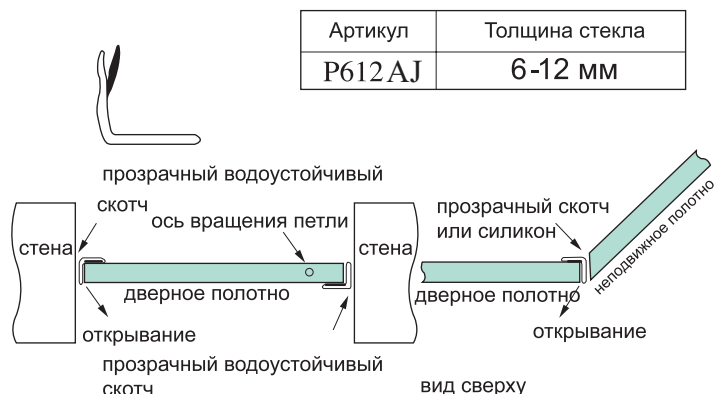 Артикул Толщина стекла
P612AJ 6-12 мм
прозрачный водоустойчивый
скотч
ось вращения петли
прозрачный скотч
или силикон
стена
стена
неподвижное полотно
дверное полотно
дверное полотно
открывание
открывание
прозрачный водоустойчивый
скотч
вид сверху